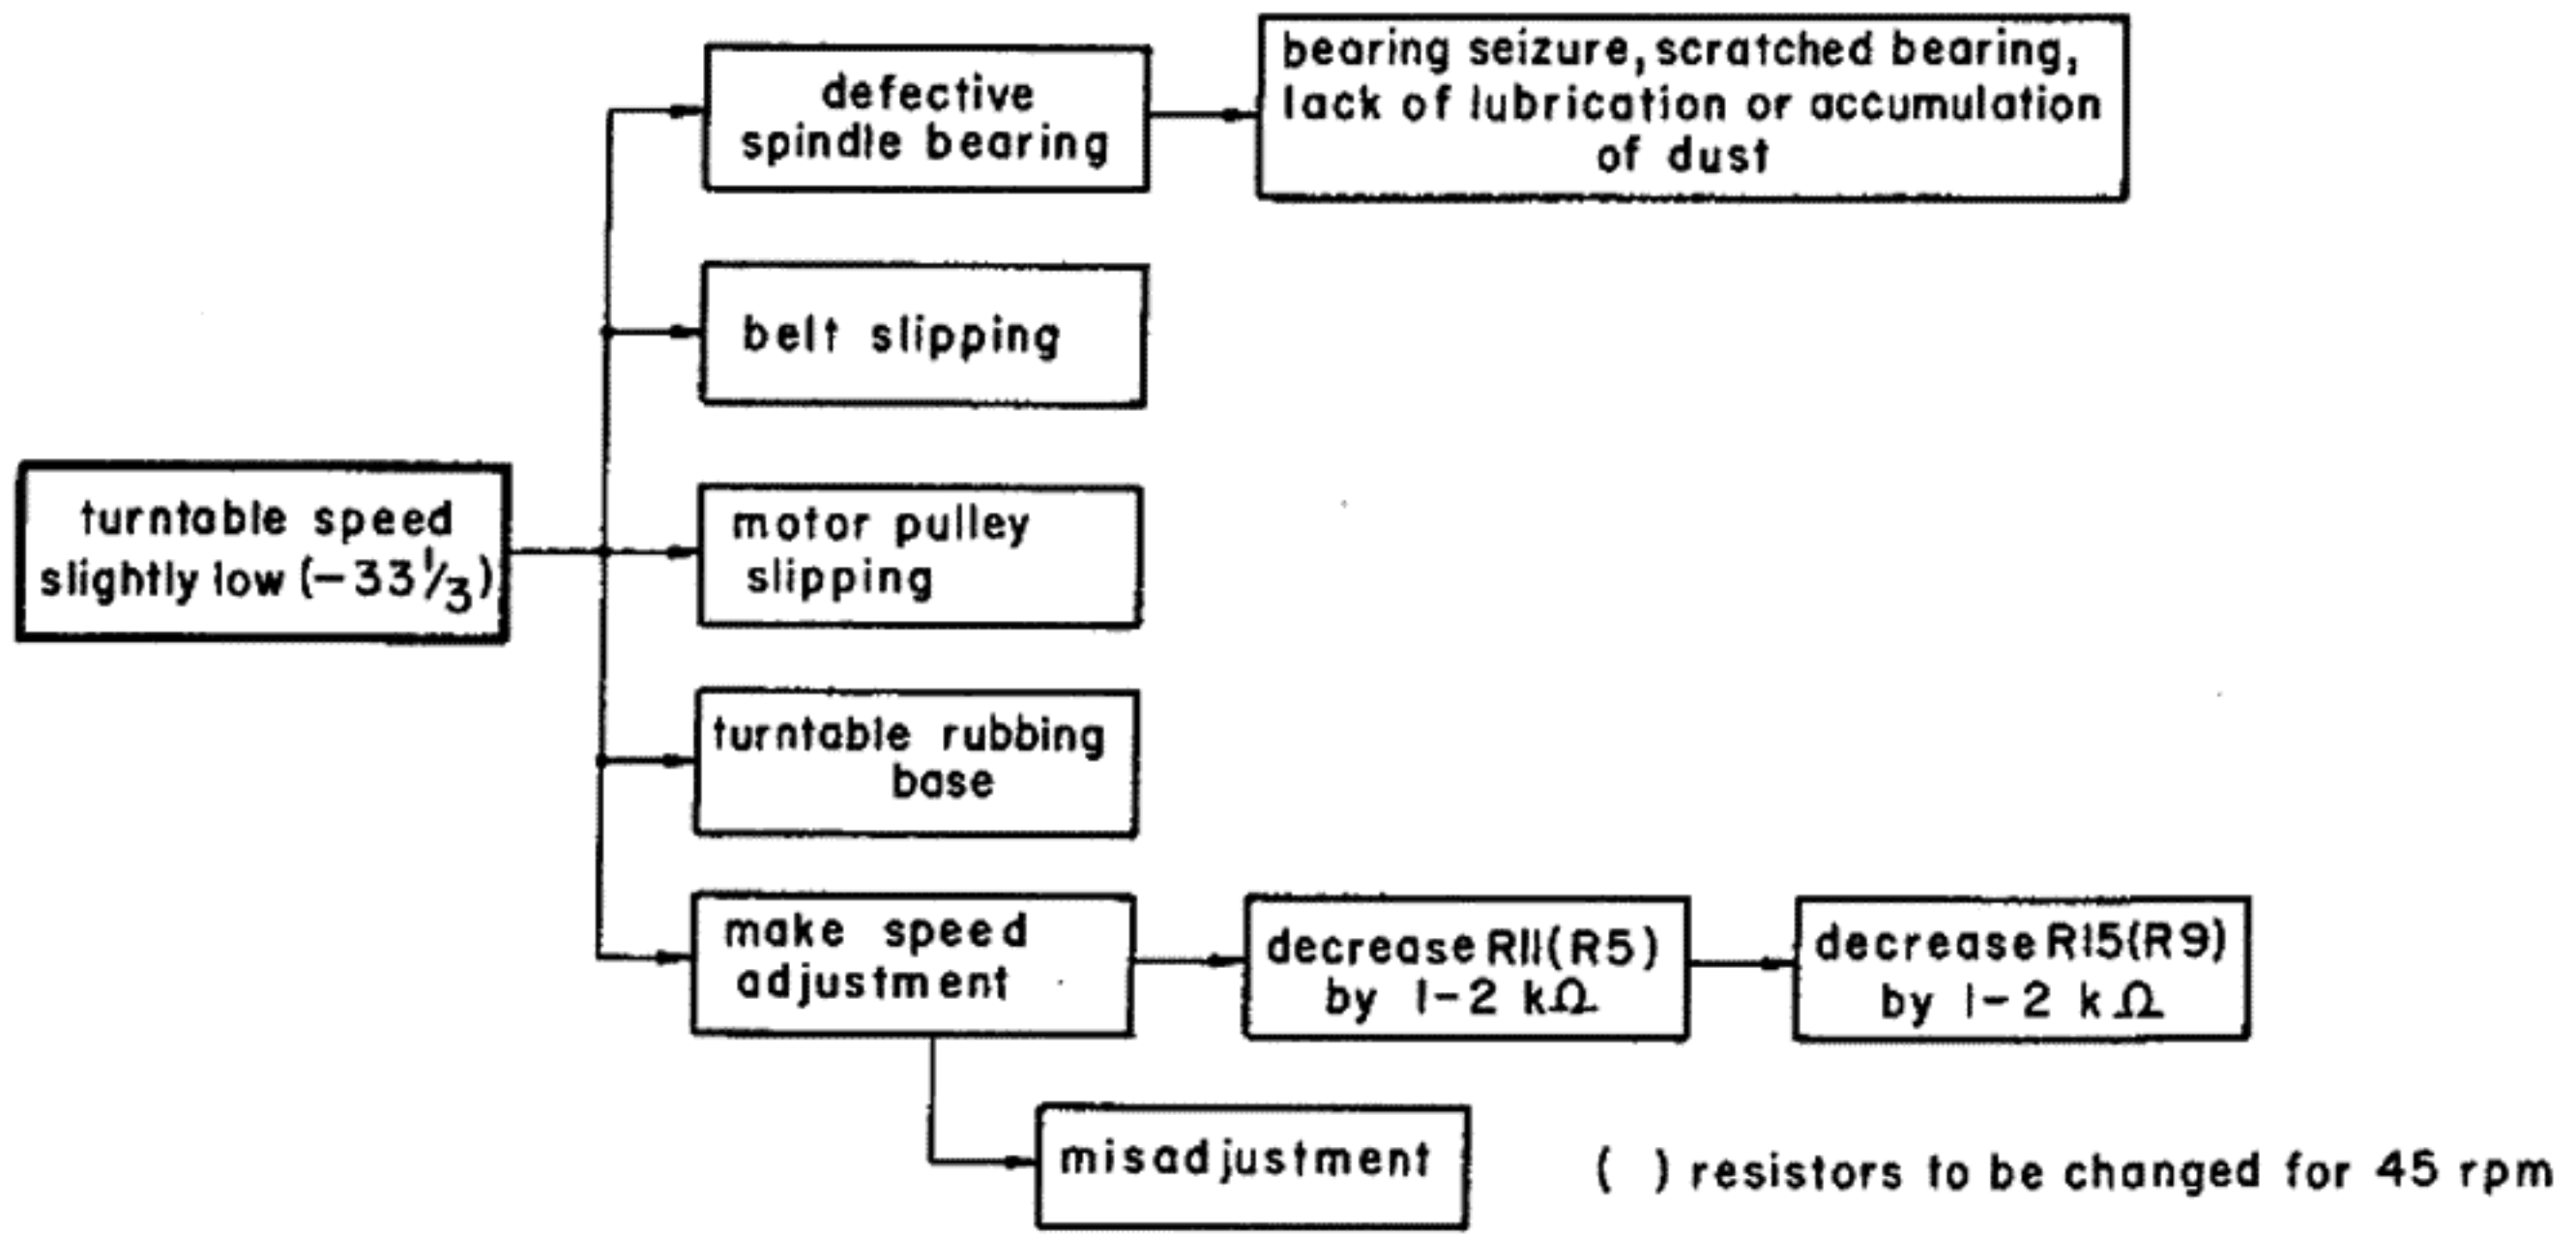 defective
spindle bearing
bearing seizure, scratched bearing,
lack of lubrication or accumulation
of dust
belt slipping
turntable speed
slightly low (-33 1/3)
motor pulley
slipping
turntable rubbing
base
make speed
adjustment
decrease R11(R5)
by 1-2 kΩ
decrease R15(R9)
by 1-2 kΩ
misadjustment
( ) resistors to be changed for 45 rpm